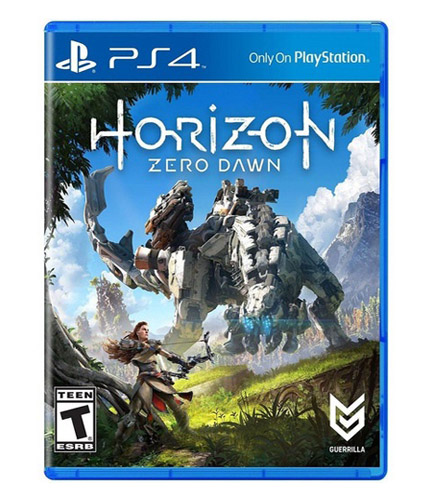 PS4
Only On PlayStation®
HORIZON
ZERO DAWN
TEEN
T
ESRB
GUERRILLA